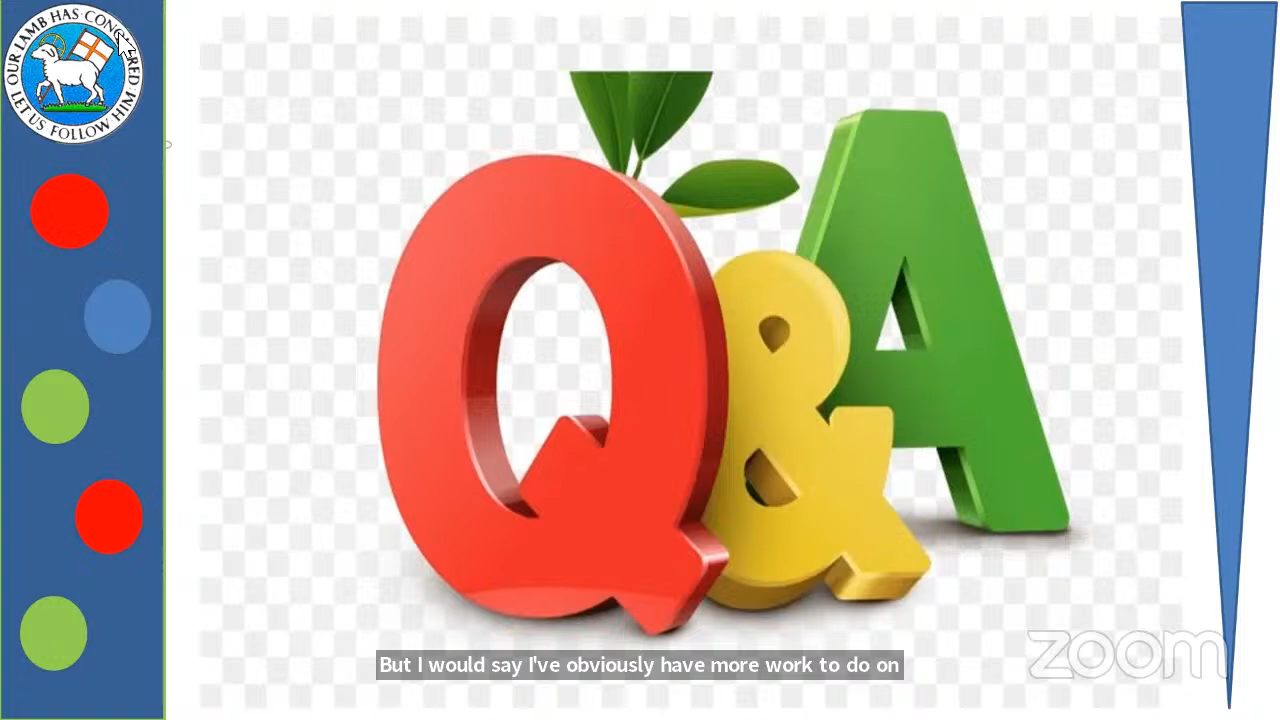 OUR LAMB HAS CONQUERED
LET US FOLLOW HIM
Q&A
But I would say I've obviously have more work to do on
zoom